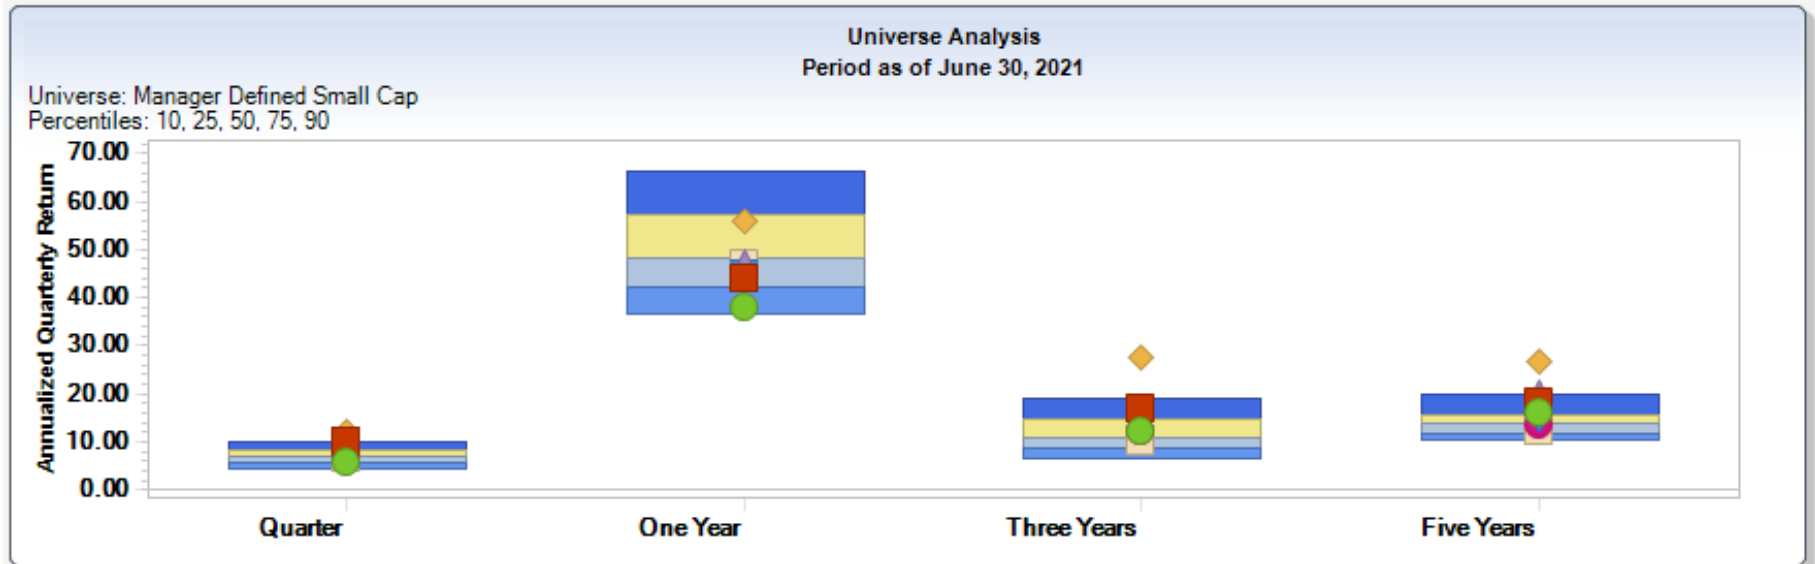 Universe Analysis
Period as of June 30, 2021
Universe: Manager Defined Small Cap
Percentiles: 10, 25, 50, 75, 90
Annualized Quarterly Return
70.00
60.00
50.00
40.00
30.00
20.00
10.00
0.00
Quarter One Year Three Years Five Years